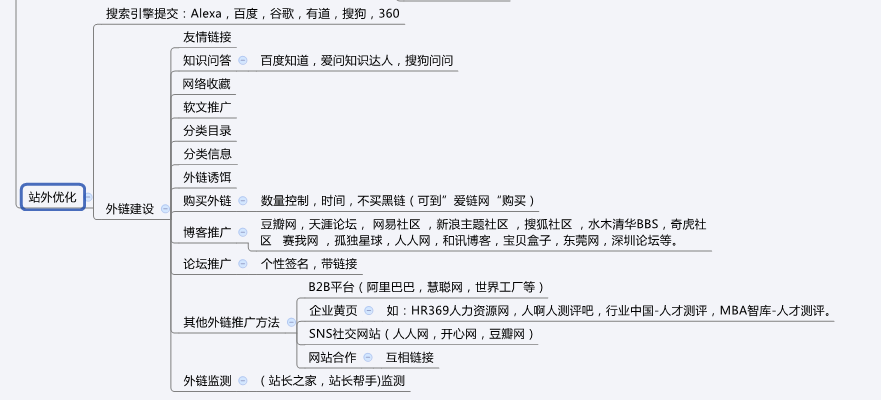 搜索引擎提交：Alexa，百度，谷歌，有道，搜狗，360
友情链接
知识问答 百度知道，爱问知识达人，搜狗问问
网络收藏
软文推广
分类目录
分类信息
外链诱饵
站外优化
购买外链 数量控制，时间，不买黑链（可到”爱链网“购买）
外链建设
博客推广 豆瓣网，天涯论坛， 网易社区 ，新浪主题社区 ，搜狐社区 ，水木清华BBS，奇虎社
区 赛我网 ，孤独星球，人人网，和讯博客，宝贝盒子，东莞网，深圳论坛等。
论坛推广 个性签名，带链接
B2B平台（阿里巴巴，慧聪网，世界工厂等）
企业黄页 如：HR369人力资源网，人啊人测评吧，行业中国-人才测评，MBA智库-人才测评。
其他外链推广方法
SNS社交网站（人人网，开心网，豆瓣网）
网站合作 互相链接
外链监测 （站长之家，站长帮手)监测